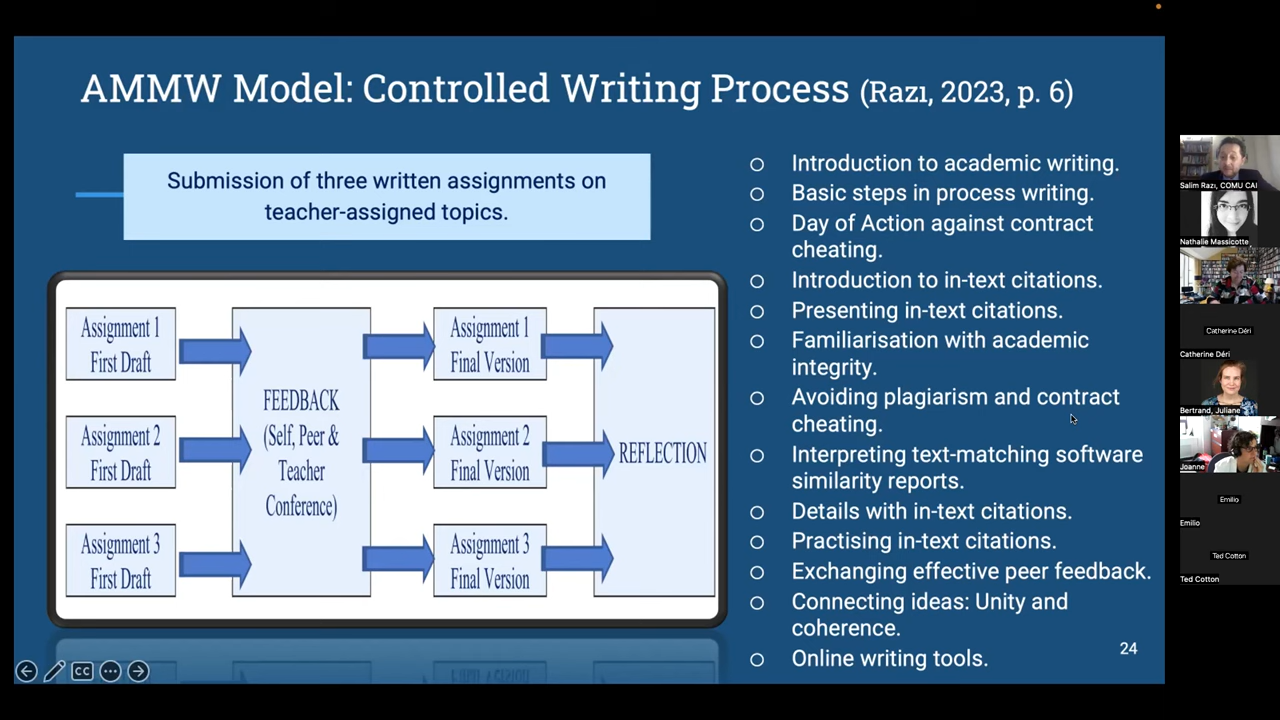 AMMW Model: Controlled Writing Process (Razı, 2023, p. 6)
Submission of three written assignments on
teacher-assigned topics.
Assignment 1
First Draft
Assignment 2
First Draft
Assignment 3
First Draft
FEEDBACK
(Self, Peer &
Teacher
Conference)
Assignment 1
Final Version
Assignment 2
Final Version
Assignment 3
Final Version
REFLECTION
Introduction to academic writing.
Basic steps in process writing.
Day of Action against contract
cheating.
Introduction to in-text citations.
Presenting in-text citations.
Familiarisation with academic
integrity.
Avoiding plagiarism and contract
cheating.
Interpreting text-matching software
similarity reports.
Details with in-text citations.
Practising in-text citations.
Exchanging effective peer feedback.
Connecting ideas: Unity and
coherence.
Online writing tools.
24
CC
Salim Razı, COMU CAI
Nathalie Massicotte
Catherine Déri
Catherine Déri
Bertrand, Juliane
Joanne
Emilio
Emilio
Ted Cotton
Ted Cotton